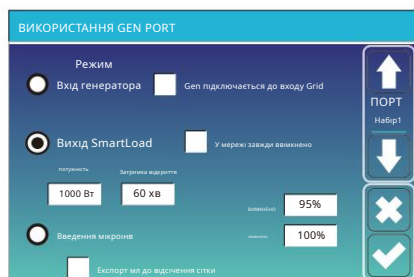 ВИКОРИСТАННЯ GEN PORT
Режим
Вхід генератора
Gen підключається до входу Grid
ПОРТ
Набір1
Вихід SmartLoad
У мережі завжди ввімкнено
потужність
Затримка відкриття
1000 Вт
60 хв
вимкнено
95%
100%
Введення мікроінв
Експорт мл до відсічення сітки